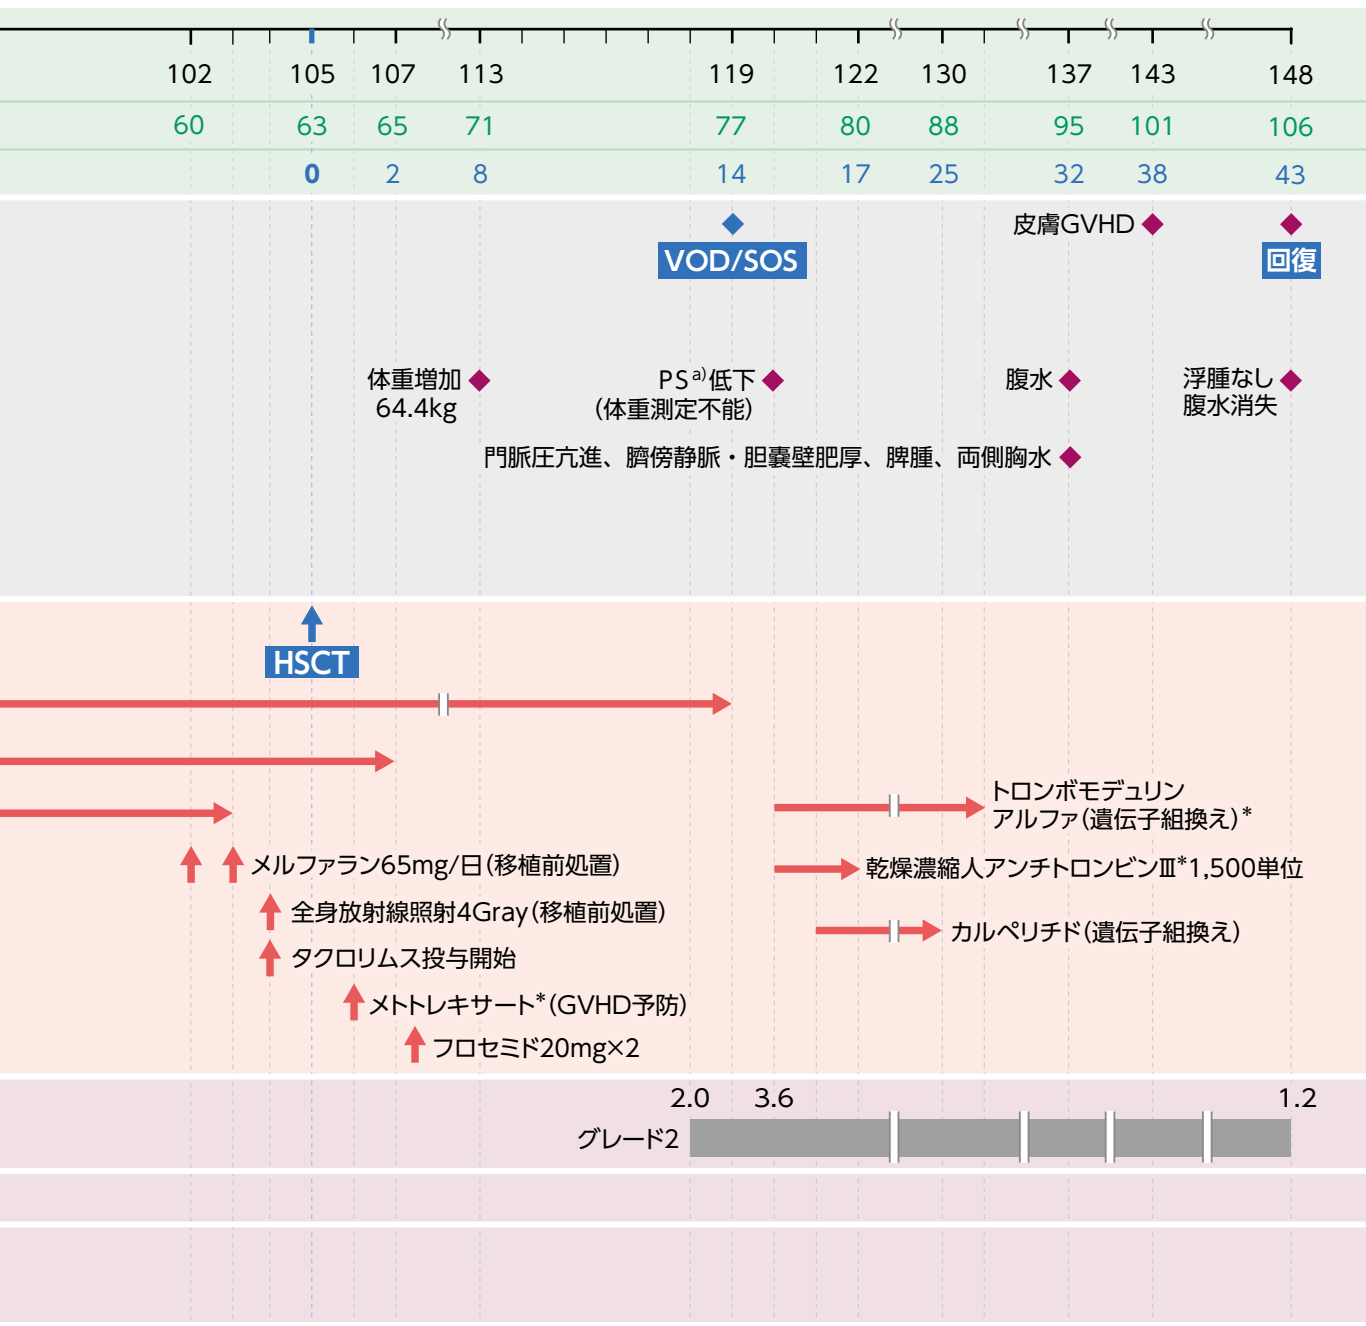 102 105 107 113 119 122 130 137 143 148
60 63 65 71 77 80 88 95 101 106
0 2 8 14 17 25 32 38 43
皮膚GVHD
VOD/SOS
回復
体重増加
64.4kg
PSa)低下
(体重測定不能)
腹水
浮腫なし
腹水消失
門脈圧亢進、臍傍静脈・胆嚢壁肥厚、脾腫、両側胸水
HSCT
トロンボモデュリン
アルファ(遺伝子組換え)*
メルファラン65mg/日(移植前処置)
乾燥濃縮人アンチトロンビンⅢ*1,500単位
全身放射線照射4Gray(移植前処置)
カルペリチド(遺伝子組換え)
タクロリムス投与開始
メトトレキサート*(GVHD予防)
フロセミド20mg×2
2.0 3.6 1.2
グレード2